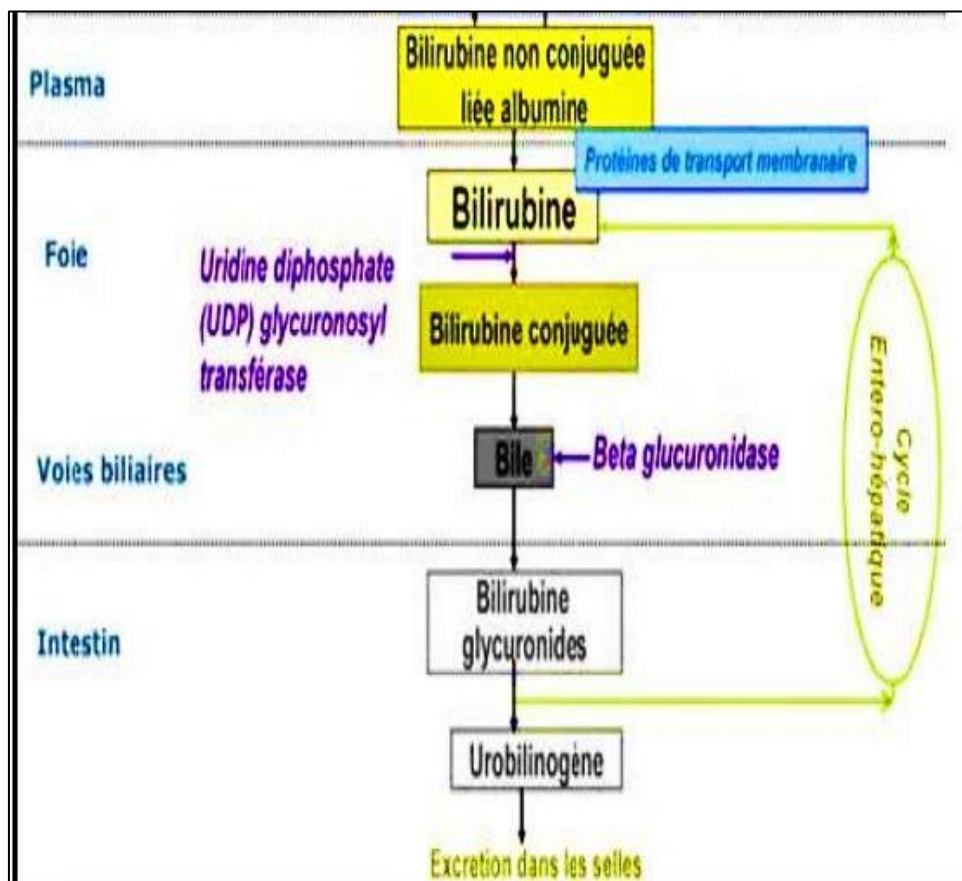 Bilirubine non conjuguée
liée albumine
Plasma
Protéines de transport membranaire
Bilirubine
Foie
Uridine diphosphate
(UDP) glycuronosyl
transférase
Bilirubine conjuguée
Cycle
Entero-hépatique
Bile
Beta glucuronidase
Voies biliaires
Bilirubine
glycuronides
Intestin
Urobilinogène
Excretion dans les selles